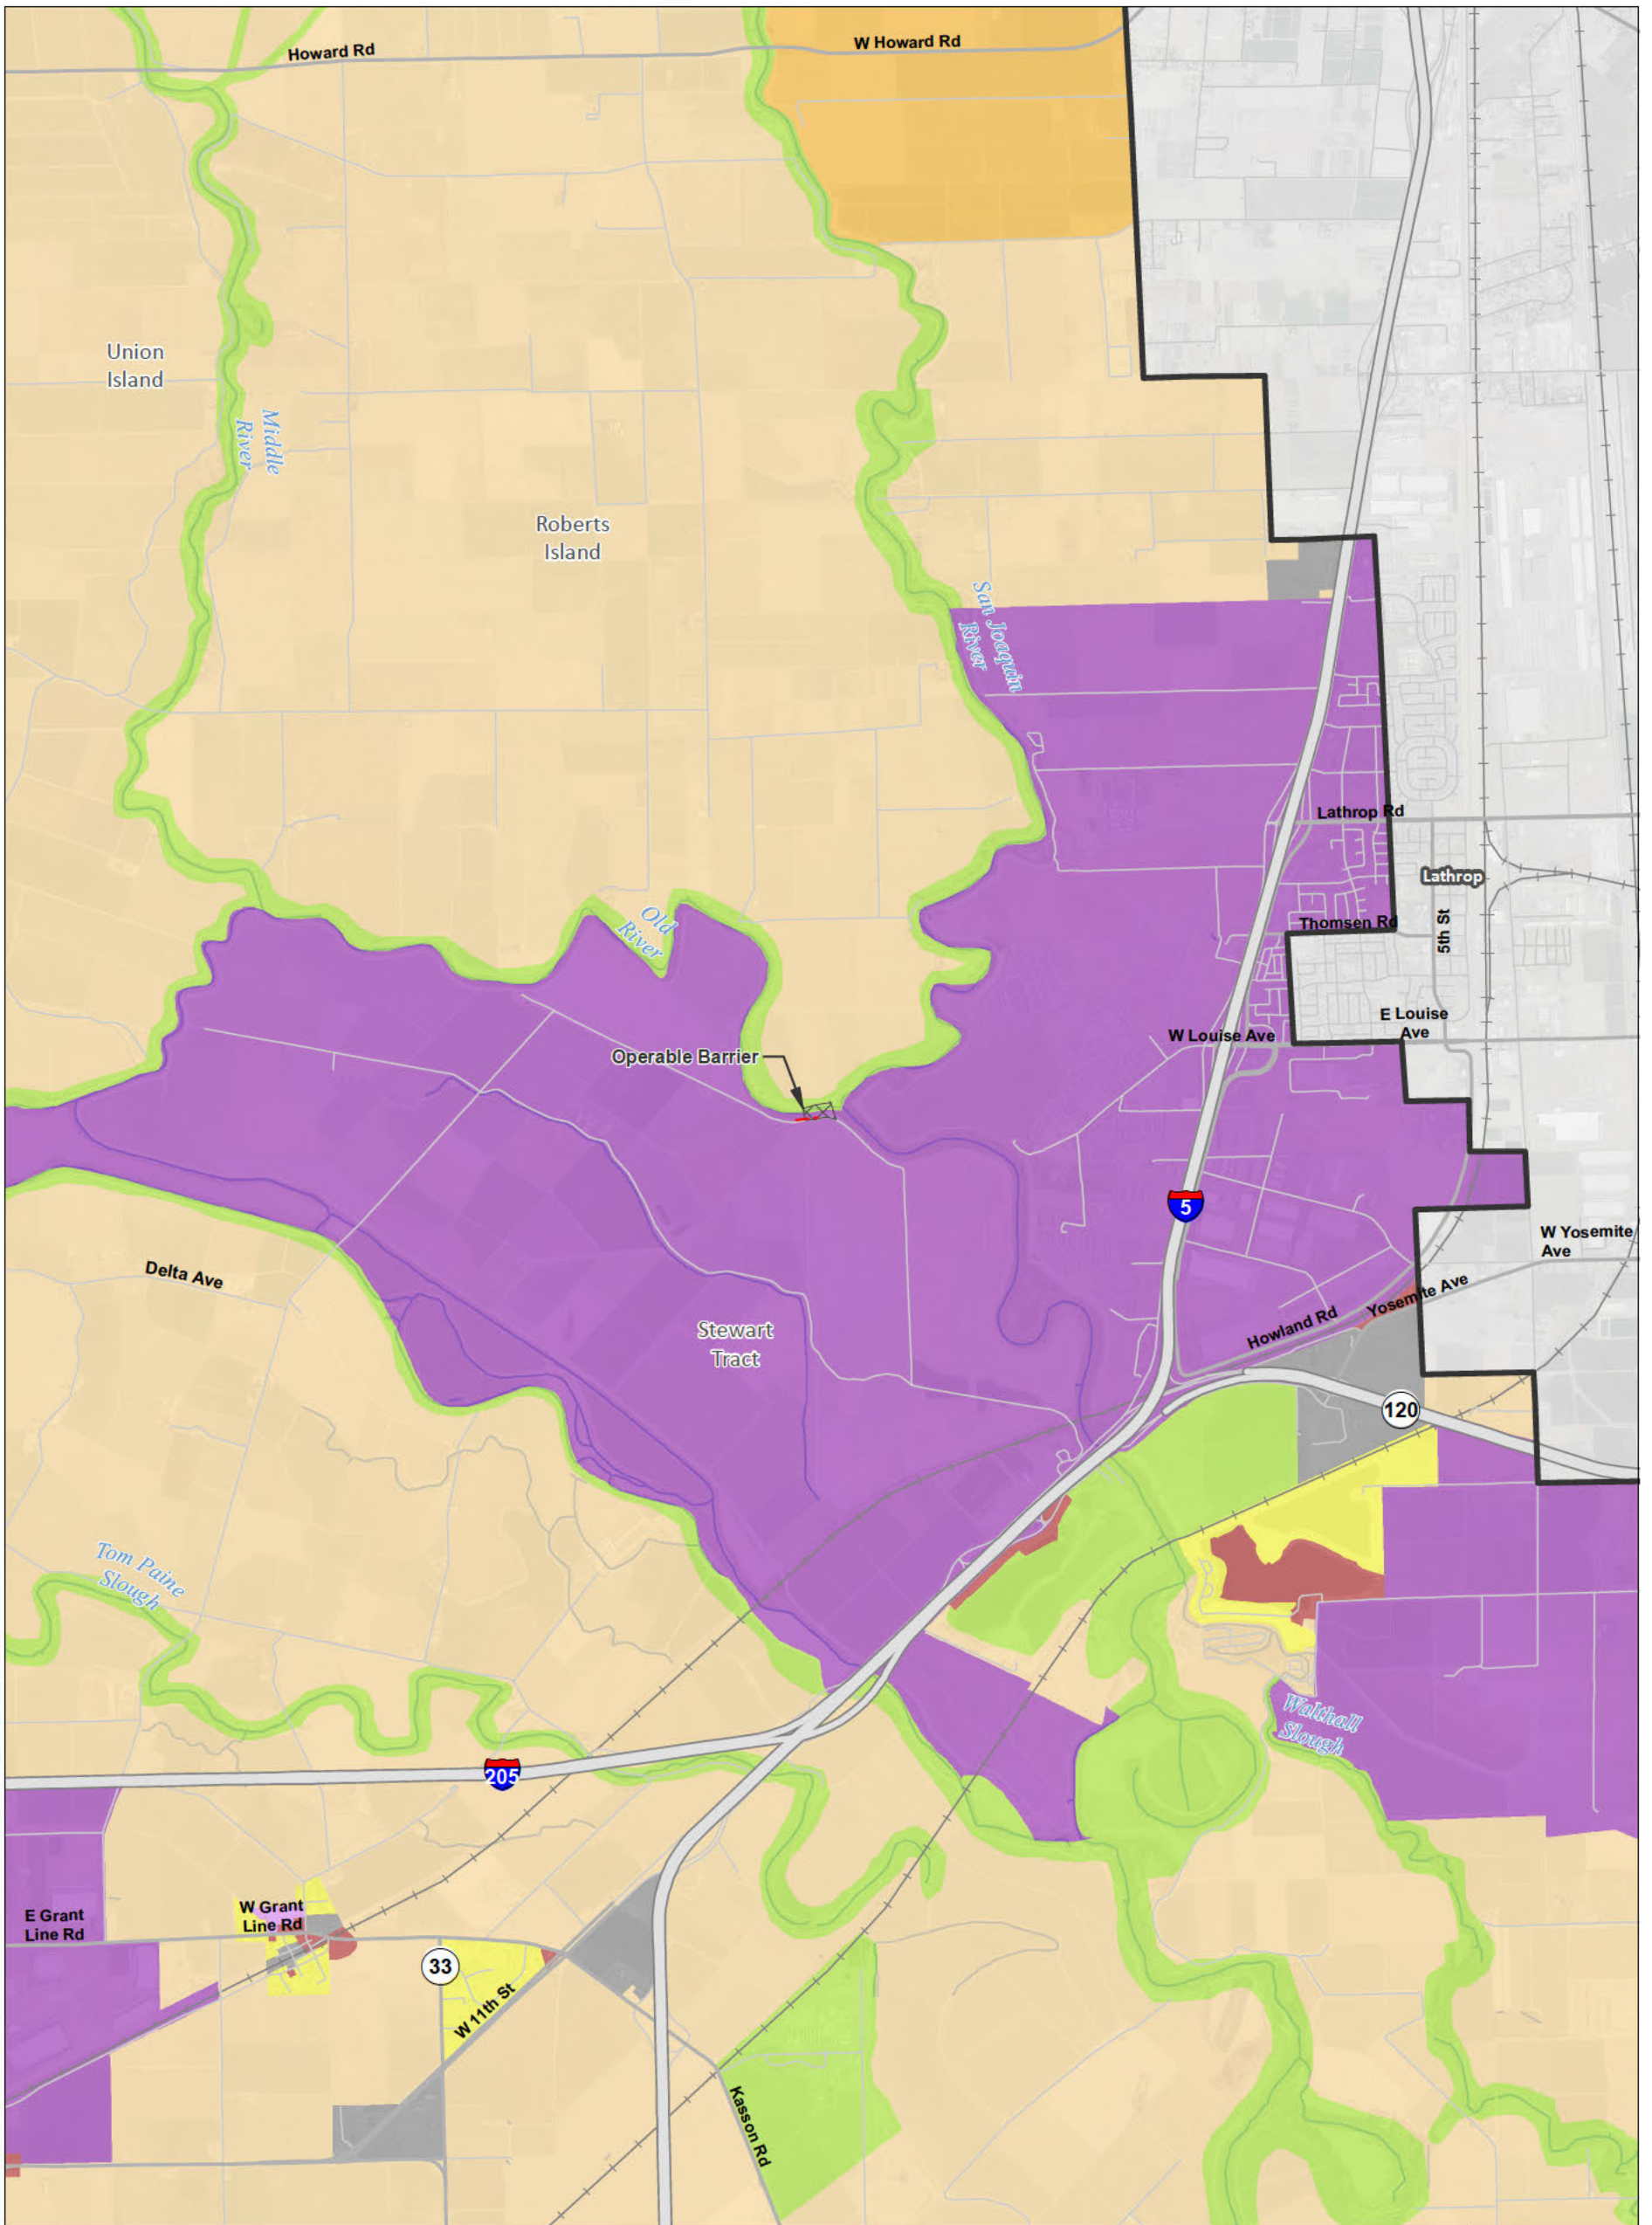 Howard Rd
W Howard Rd
Union
Island
Middle
River
Roberts
Island
San Joaquin
River
Lathrop Rd
Lathrop
Thomsen Rd
5th St
Old
River
E Louise
Ave
W Louise Ave
Operable Barrier
5
W Yosemite
Ave
Delta Ave
Yosemite Ave
Howland Rd
Stewart
Tract
120
Tom Paine
Slough
Walthall
Slough
205
W Grant
Line Rd
E Grant
Line Rd
33
W 11th St
Kasson Rd